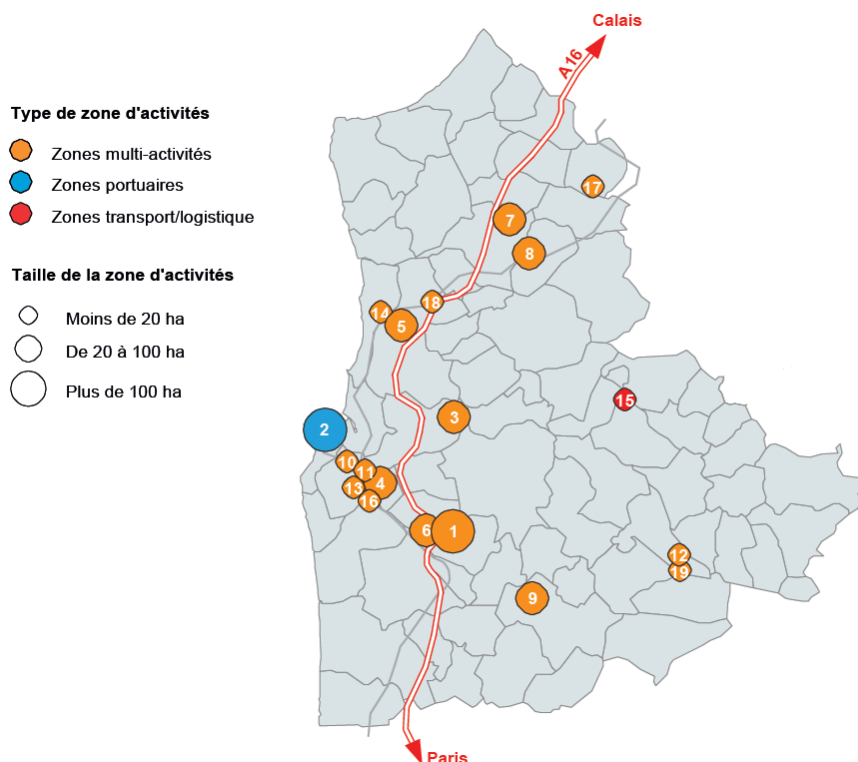 Calais
A16
Type de zone d'activités
Zones multi-activités
Zones portuaires
Zones transport/logistique
Taille de la zone d'activités
Moins de 20 ha
De 20 à 100 ha
Plus de 100 ha
17
7
8
18
14
5
15
3
2
10
11
4
13
16
6
1
12
19
9
Paris